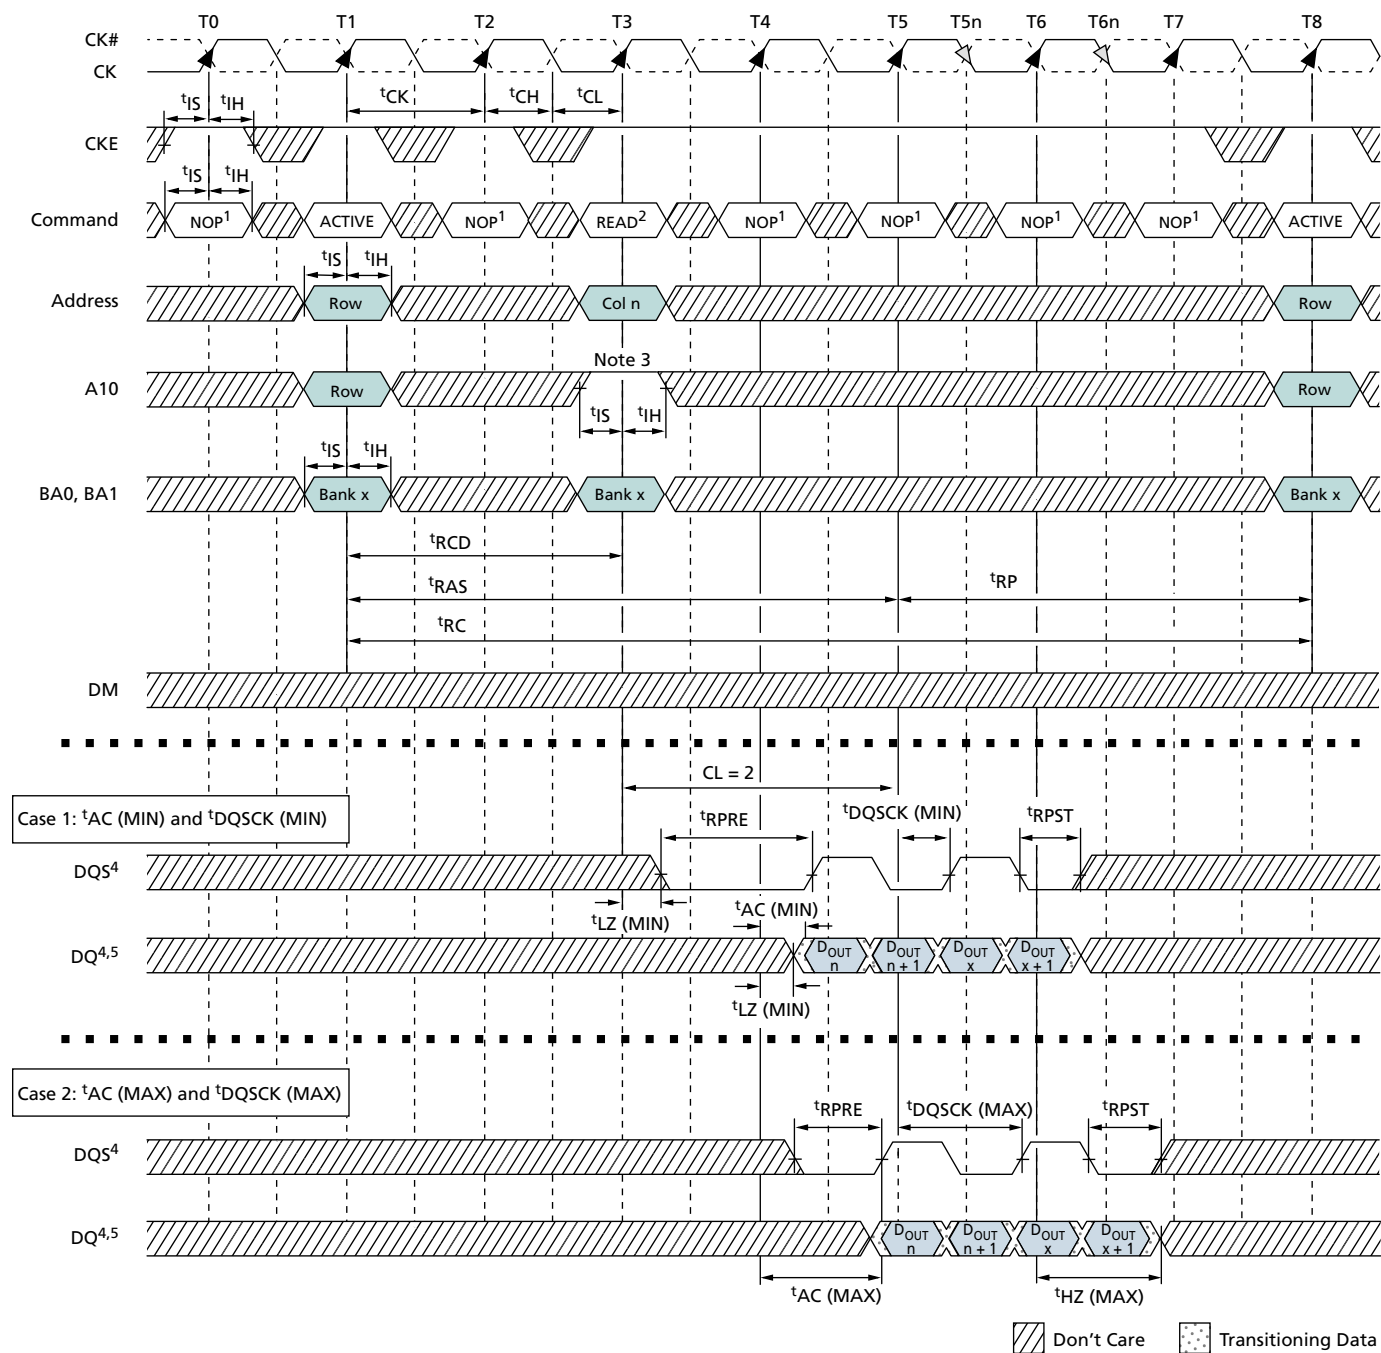 T0 T1 T2 T3 T4 T5 T5n T6 T6n T7 T8
CK#
CK
tIS tIH tCK tCH tCL
CKE
tIS tIH
Command NOP1 ACTIVE NOP1 READ2 NOP1 NOP1 NOP1 NOP1 ACTIVE
tIS tIH
Address Row Col n Row
Note 3
A10 Row Row
tIS tIH
tIS tIH
BA0, BA1 Bank x Bank x Bank x
tRCD
tRAS tRP
tRC
DM
CL = 2
Case 1: tAC (MIN) and tDQSCK (MIN)
tRPRE tDQSCK (MIN) tRPST
DQS4
tLZ (MIN) tAC (MIN)
DQ4,5 DOUT n DOUT n + 1 DOUT x DOUT x + 1
tLZ (MIN)
Case 2: tAC (MAX) and tDQSCK (MAX)
tRPRE tDQSCK (MAX) tRPST
DQS4
DQ4,5 DOUT n DOUT n + 1 DOUT x DOUT x + 1
tAC (MAX) tHZ (MAX)
Don't Care Transitioning Data